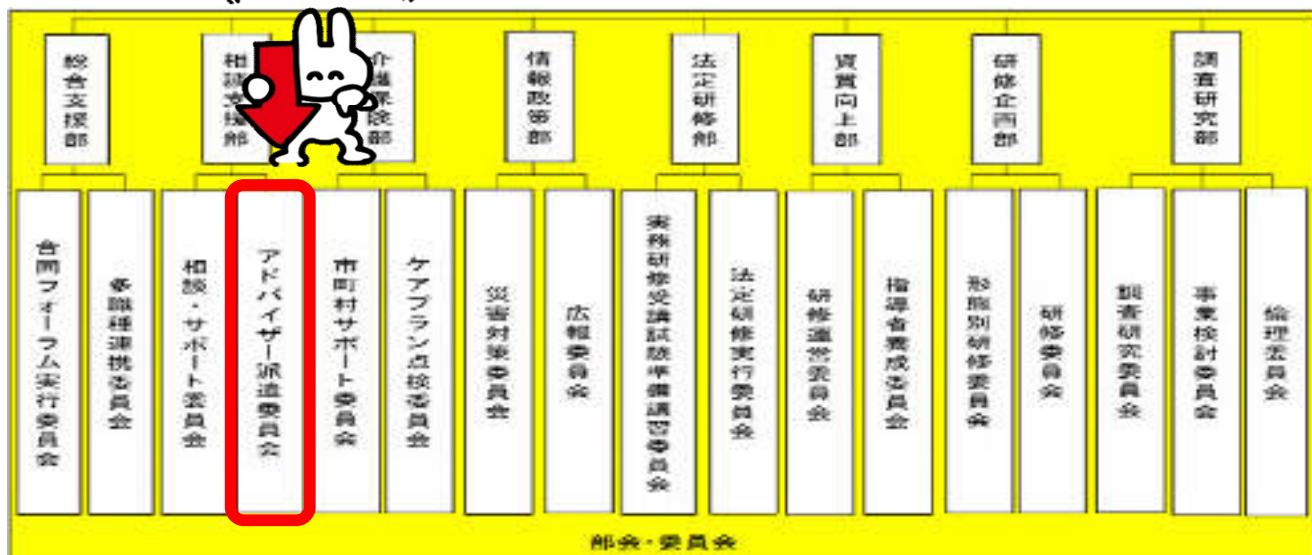 総合支援部
相談支援部
介護保険部
情報政策部
法定研修部
資質向上部
研修企画部
調査研究部
合同フォーラム実行委員会
多職種連携委員会
相談・サポート委員会
アドバイザー派遣委員会
市町村サポート委員会
ケアプラン点検委員会
災害対策委員会
広報委員会
実務研修受講試験準備講習委員会
法定研修実行委員会
研修運営委員会
指導者養成委員会
形態別研修委員会
研修委員会
調査研究委員会
事業検討委員会
倫理委員会
部会・委員会